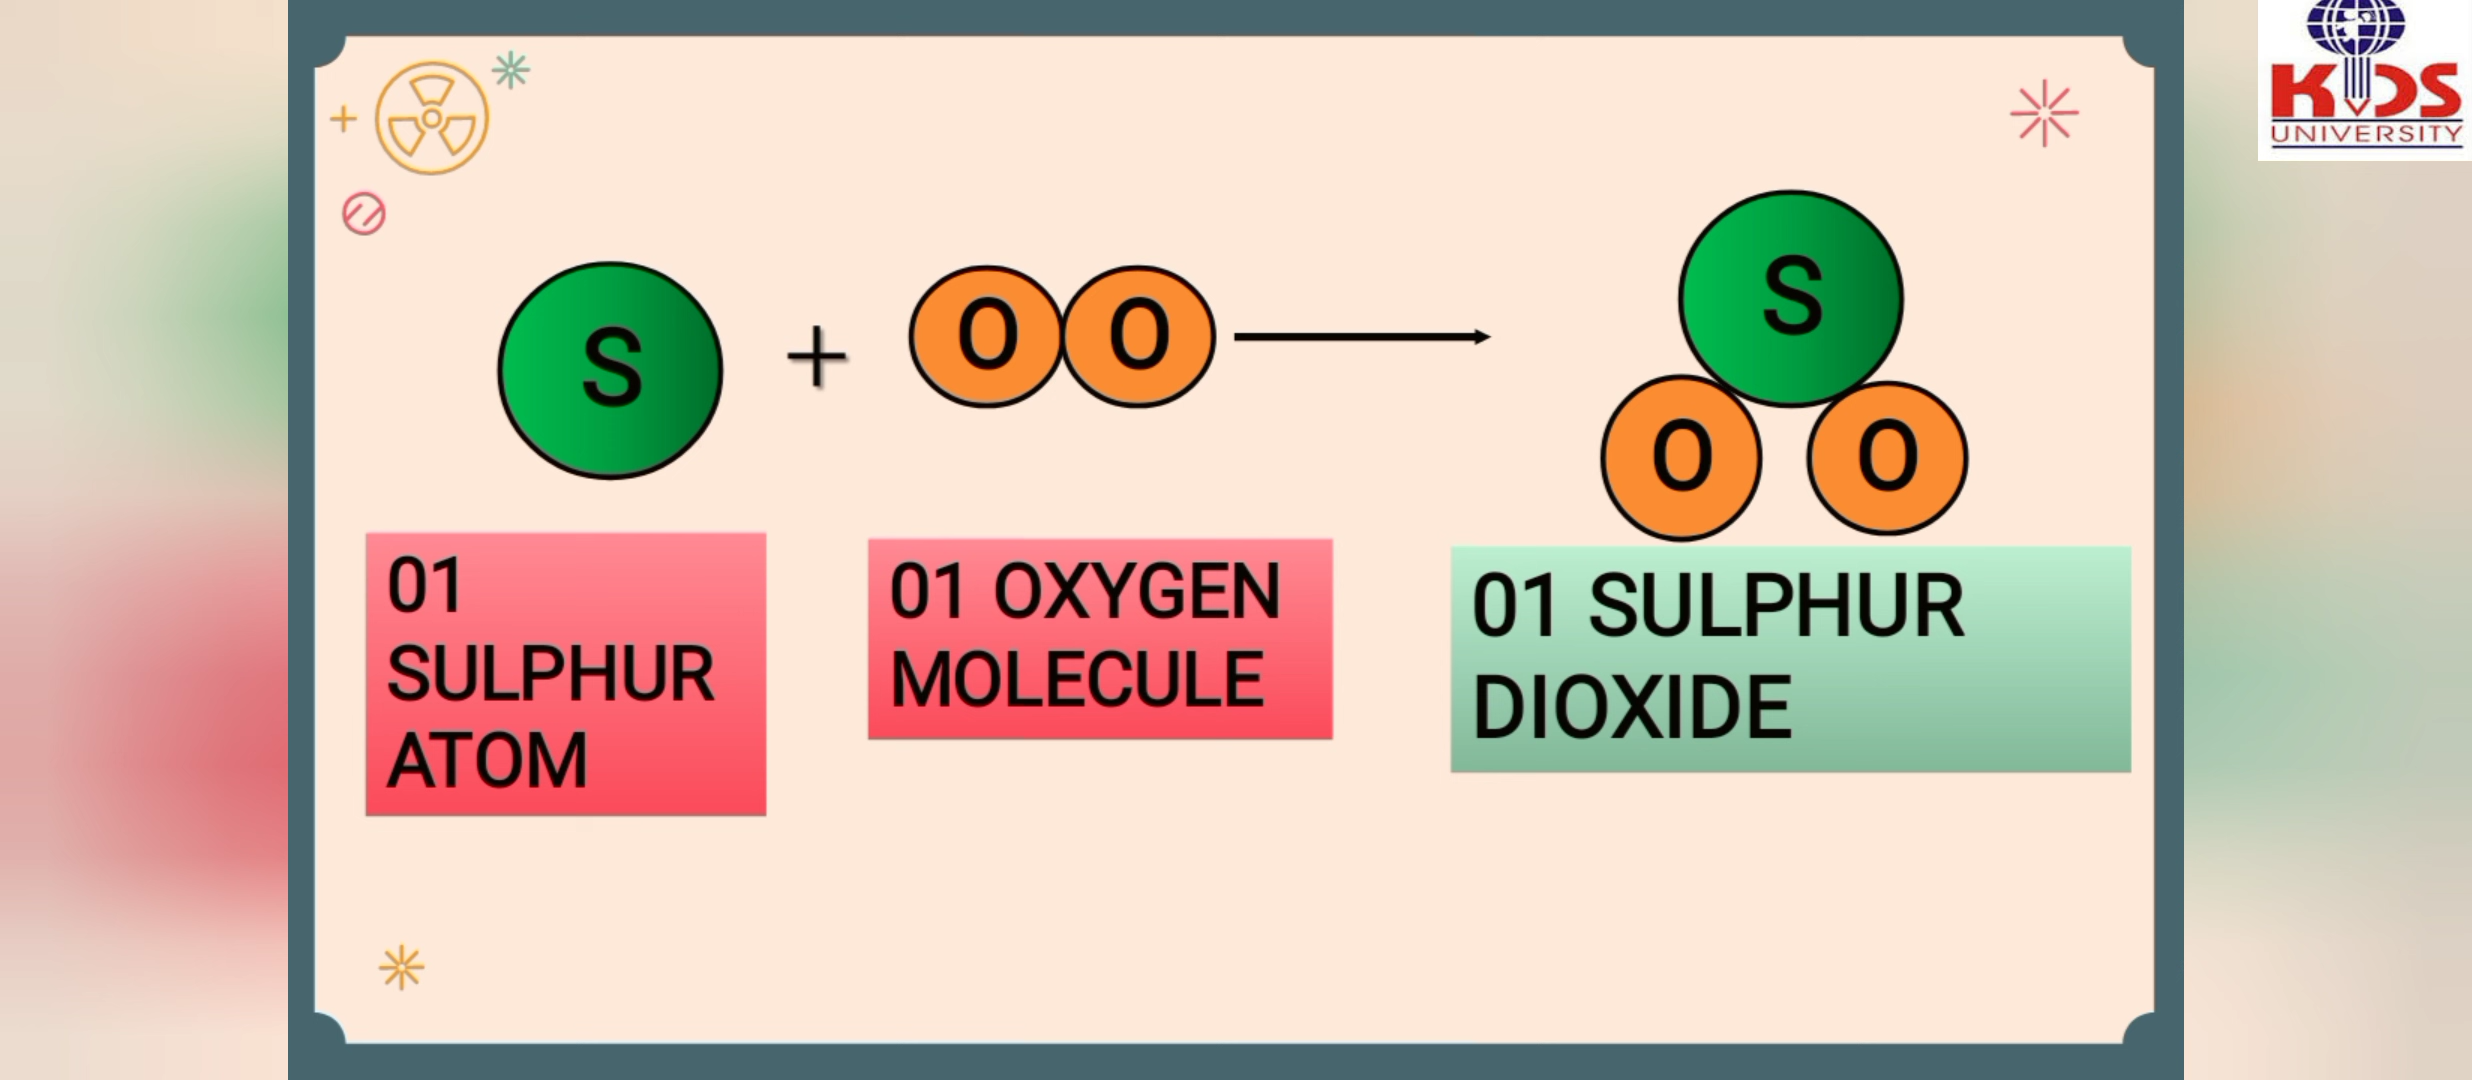 KIDS
UNIVERSITY
S + O O
S
O O
01
SULPHUR
ATOM
01 OXYGEN
MOLECULE
01 SULPHUR
DIOXIDE